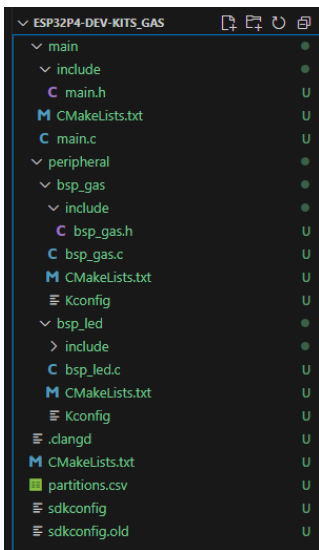 ESP32P4-DEV-KITS_GAS
main
include
C main.h U
M CMakeLists.txt U
C main.c U
peripheral
bsp_gas
include
C bsp_gas.h U
C bsp_gas.c U
M CMakeLists.txt U
Kconfig U
bsp_led
include
C bsp_led.c U
M CMakeLists.txt U
Kconfig U
.clangd U
M CMakeLists.txt U
partitions.csv U
sdkconfig U
sdkconfig.old U